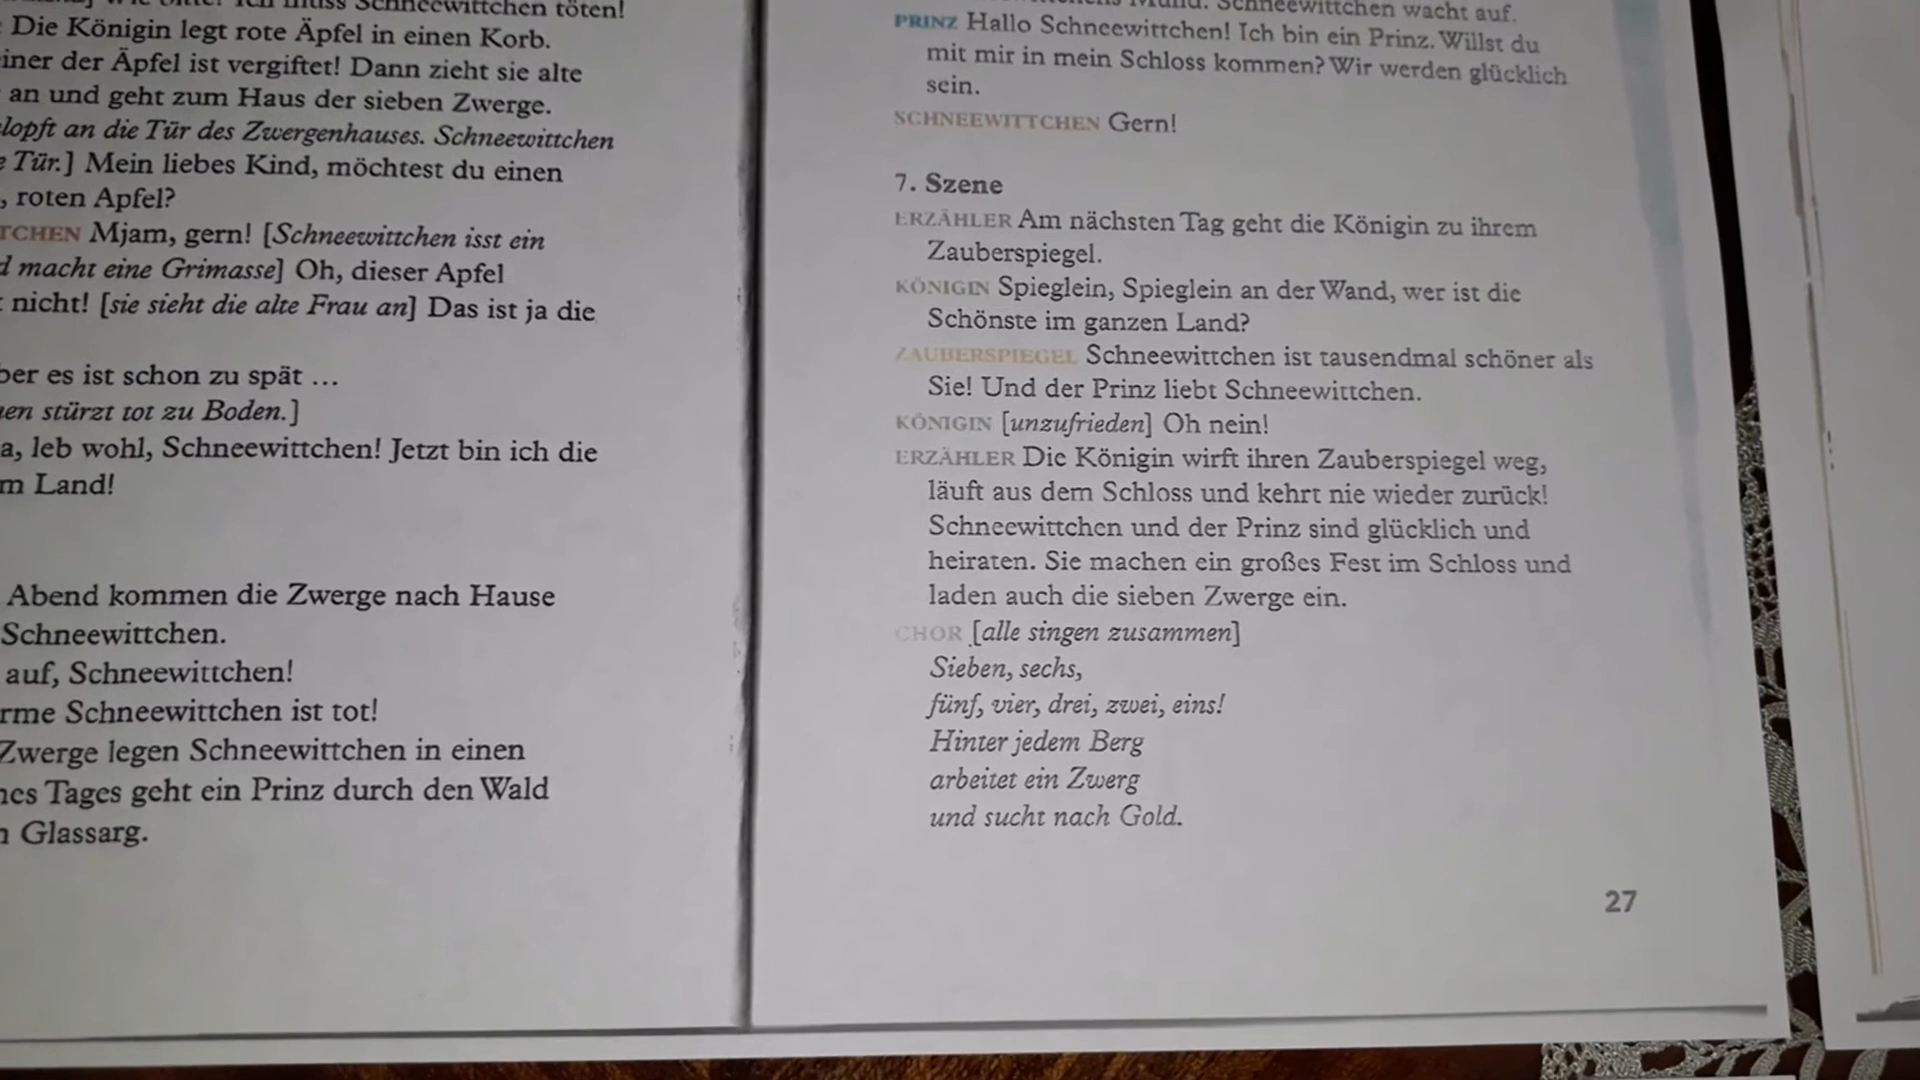 Schneewittchen töten!
Die Königin legt rote Äpfel in einen Korb.
iner der Äpfel ist vergiftet! Dann zieht sie alte
an und geht zum Haus der sieben Zwerge.
lopft an die Tür des Zwergenhauses. Schneewittchen
e Tür.] Mein liebes Kind, möchtest du einen
, roten Apfel?
TCHEN Mjam, gern! [Schneewittchen isst ein
d macht eine Grimasse] Oh, dieser Apfel
nicht! [sie sieht die alte Frau an] Das ist ja die
ber es ist schon zu spät ...
en stürzt tot zu Boden.]
a, leb wohl, Schneewittchen! Jetzt bin ich die
m Land!
Abend kommen die Zwerge nach Hause
Schneewittchen.
auf, Schneewittchen!
rme Schneewittchen ist tot!
Zwerge legen Schneewittchen in einen
nes Tages geht ein Prinz durch den Wald
n Glassarg.
Mund. Schneewittchen wacht auf.
PRINZ Hallo Schneewittchen! Ich bin ein Prinz. Willst du
mit mir in mein Schloss kommen? Wir werden glücklich
sein.
SCHNEEWITTCHEN Gern!
7. Szene
ERZÄHLER Am nächsten Tag geht die Königin zu ihrem
Zauberspiegel.
KÖNIGIN Spieglein, Spieglein an der Wand, wer ist die
Schönste im ganzen Land?
ZAUBERSPIEGEL Schneewittchen ist tausendmal schöner als
Sie! Und der Prinz liebt Schneewittchen.
KÖNIGIN [unzufrieden] Oh nein!
ERZÄHLER Die Königin wirft ihren Zauberspiegel weg,
läuft aus dem Schloss und kehrt nie wieder zurück!
Schneewittchen und der Prinz sind glücklich und
heiraten. Sie machen ein großes Fest im Schloss und
laden auch die sieben Zwerge ein.
CHOR [alle singen zusammen]
Sieben, sechs,
fünf, vier, drei, zwei, eins!
Hinter jedem Berg
arbeitet ein Zwerg
und sucht nach Gold.
27